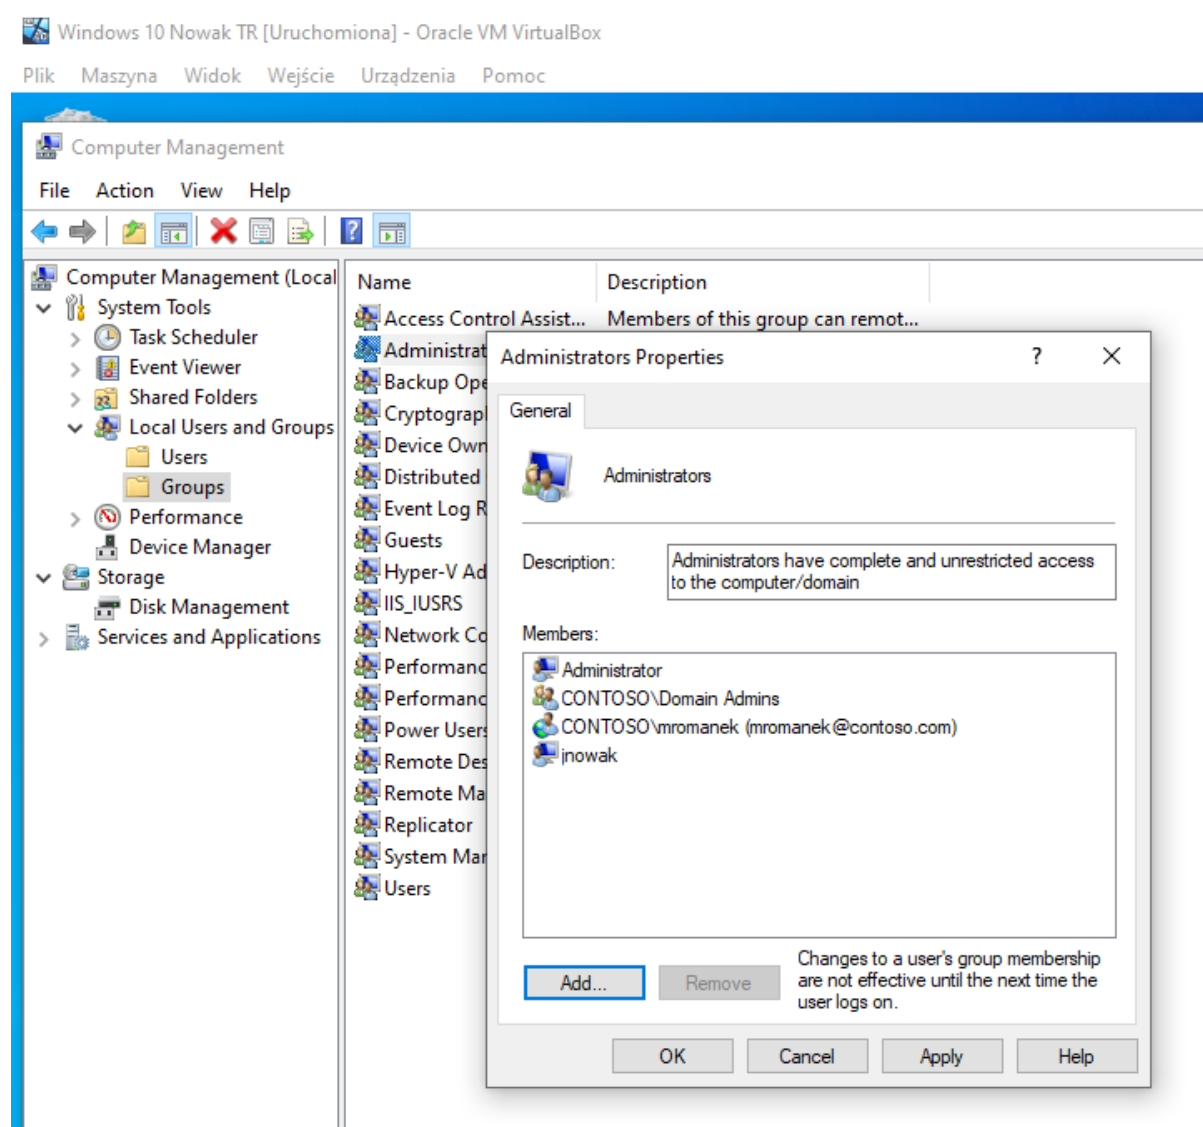 Windows 10 Nowak TR [Uruchomiona] - Oracle VM VirtualBox
Plik Maszyna Widok Wejście Urządzenia Pomoc
Computer Management
File Action View Help
Computer Management (Local
System Tools
Task Scheduler
Event Viewer
Shared Folders
Local Users and Groups
Users
Groups
Performance
Device Manager
Storage
Disk Management
Services and Applications
Name Description
Access Control Assist... Members of this group can remot...
Administrat
Backup Ope
Cryptograpl
Device Own
Distributed
Event Log R
Guests
Hyper-V Ad
IIS_IUSRS
Network Co
Performanc
Performanc
Power Users
Remote Des
Remote Ma
Replicator
System Mar
Users
Administrators Properties
General
Administrators
Description:
Administrators have complete and unrestricted access
to the computer/domain
Members:
Administrator
CONTOSO\Domain Admins
CONTOSO\mromanek (mromanek@contoso.com)
jnowak
Add... Remove
Changes to a user's group membership
are not effective until the next time the
user logs on.
OK Cancel Apply Help